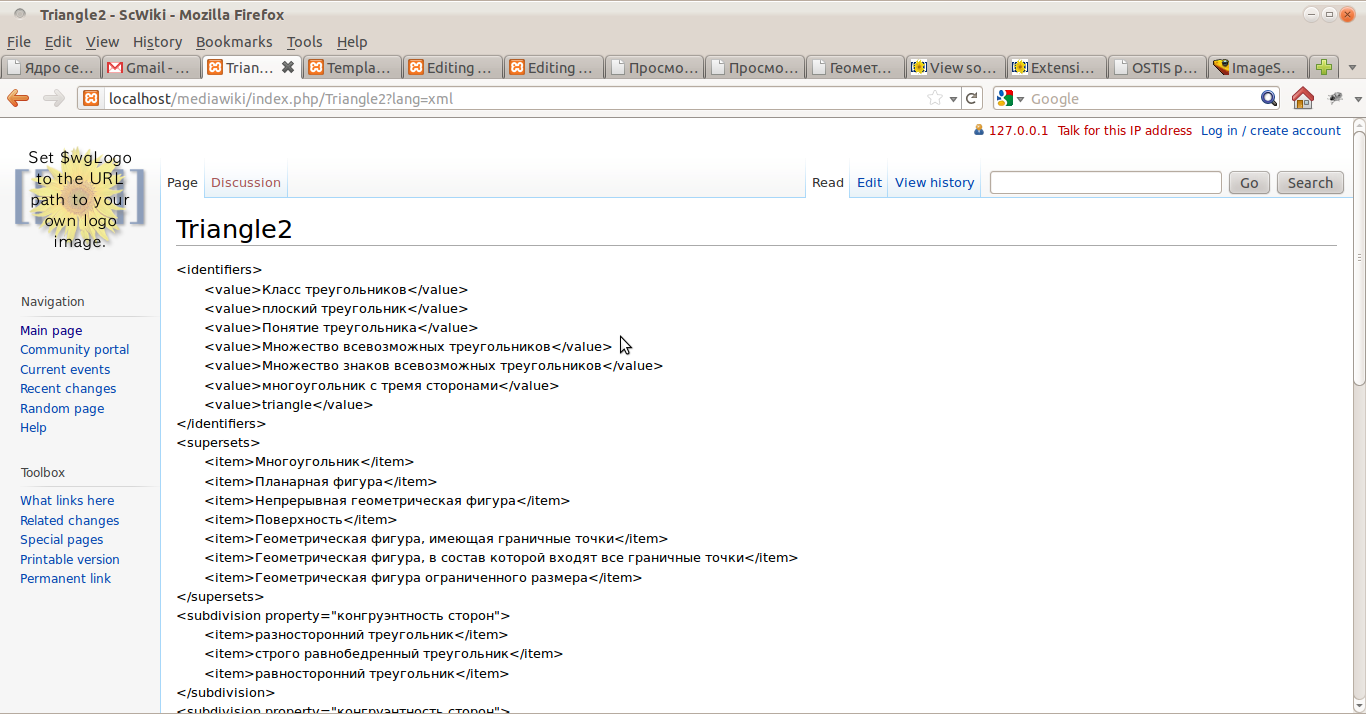 Triangle2 - ScWiki - Mozilla Firefox
File Edit View History Bookmarks Tools Help
Ядро се... Gmail - ... Trian... Templa... Editing ... Editing ... Просмо... Просмо... Геомет... View so... Extensi... OSTIS p... ImageS...
localhost/mediawiki/index.php/Triangle2?lang=xml Google
127.0.0.1 Talk for this IP address Log in / create account
Set $wgLogo
to the URL
path to your
own logo
image.
Page Discussion Read Edit View history Go Search
Triangle2
Navigation
Main page
Community portal
Current events
Recent changes
Random page
Help
Toolbox
What links here
Related changes
Special pages
Printable version
Permanent link
<identifiers>
<value>Класс треугольников</value>
<value>плоский треугольник</value>
<value>Понятие треугольника</value>
<value>Множество всевозможных треугольников</value>
<value>Множество знаков всевозможных треугольников</value>
<value>многоугольник с тремя сторонами</value>
<value>triangle</value>
</identifiers>
<supersets>
<item>Многоугольник</item>
<item>Планарная фигура</item>
<item>Непрерывная геометрическая фигура</item>
<item>Поверхность</item>
<item>Геометрическая фигура, имеющая граничные точки</item>
<item>Геометрическая фигура, в состав которой входят все граничные точки</item>
<item>Геометрическая фигура ограниченного размера</item>
</supersets>
<subdivision property="конгруэнтность сторон">
<item>разносторонний треугольник</item>
<item>строго равнобедренный треугольник</item>
<item>равносторонний треугольник</item>
</subdivision>
<subdivision property="конгруэнтность сторон">